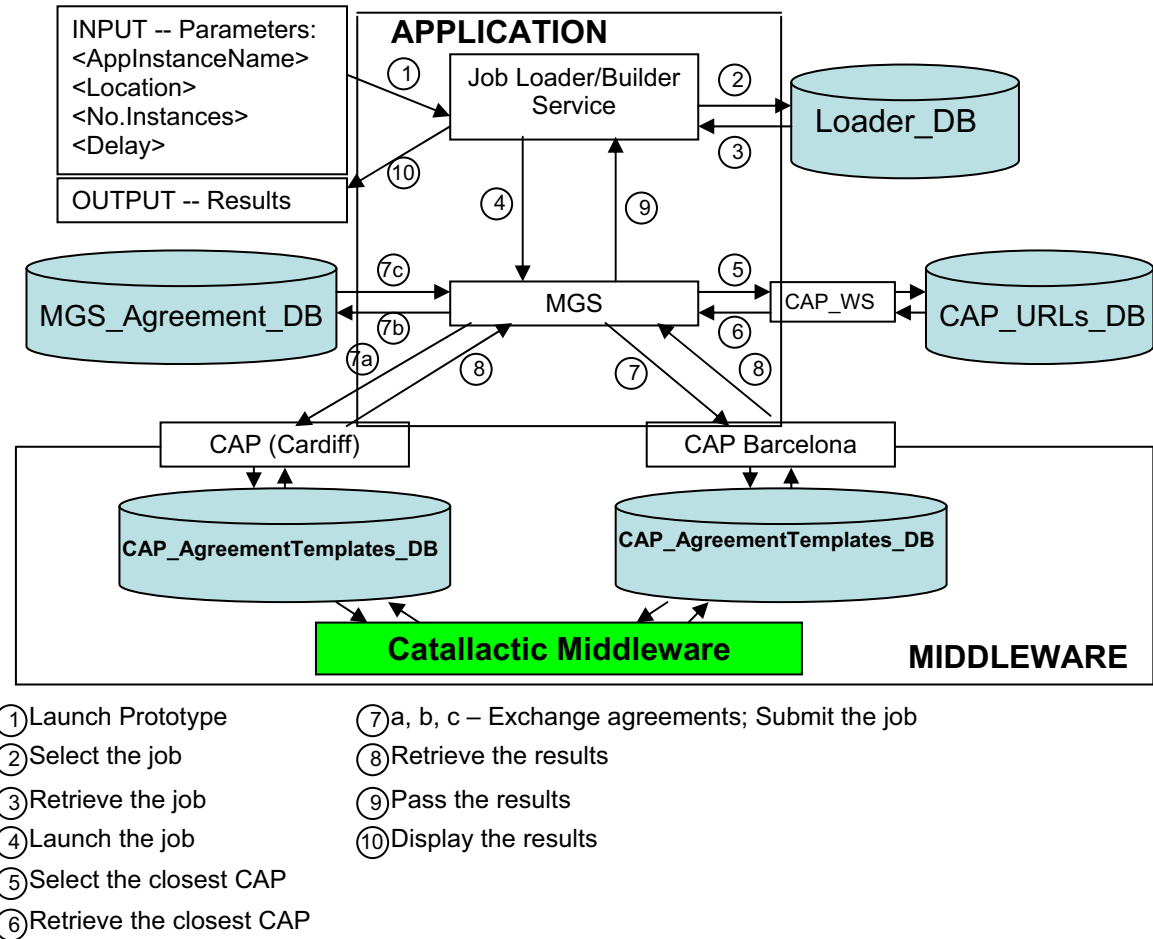 INPUT -- Parameters:
<AppInstanceName>
<Location>
<No.Instances>
<Delay>
OUTPUT -- Results
APPLICATION
1
Job Loader/Builder
Service
2
3
Loader_DB
10
4
9
MGS_Agreement_DB
7c
7b
MGS
5
6
CAP_WS
CAP_URLs_DB
7a
8
7
8
CAP (Cardiff)
CAP Barcelona
CAP_AgreementTemplates_DB
CAP_AgreementTemplates_DB
Catallactic Middleware
MIDDLEWARE
1 Launch Prototype
2 Select the job
3 Retrieve the job
4 Launch the job
5 Select the closest CAP
6 Retrieve the closest CAP
7 a, b, c – Exchange agreements; Submit the job
8 Retrieve the results
9 Pass the results
10 Display the results